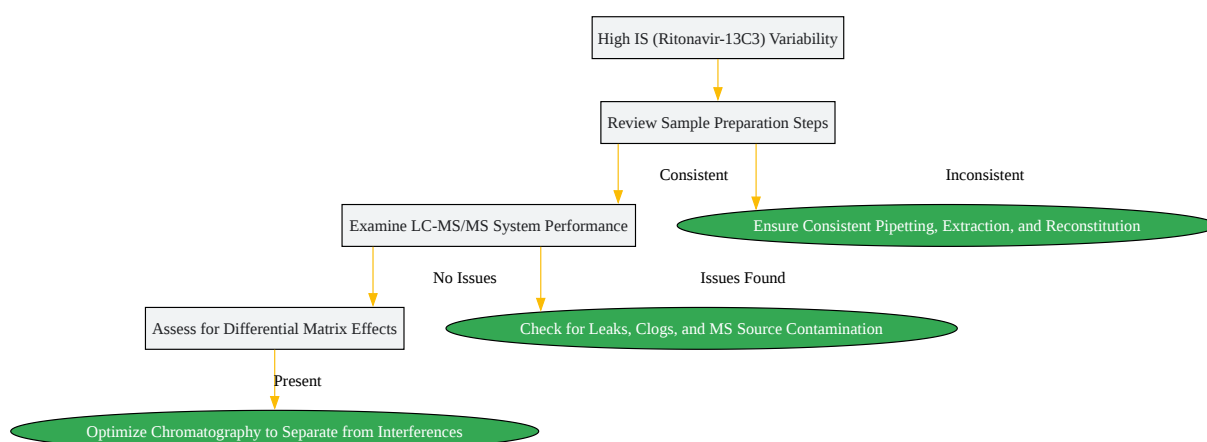 High IS (Ritonavir-13C3) Variability
Review Sample Preparation Steps
Consistent
Inconsistent
Examine LC-MS/MS System Performance
Ensure Consistent Pipetting, Extraction, and Reconstitution
No Issues
Issues Found
Assess for Differential Matrix Effects
Check for Leaks, Clogs, and MS Source Contamination
Present
Optimize Chromatography to Separate from Interferences